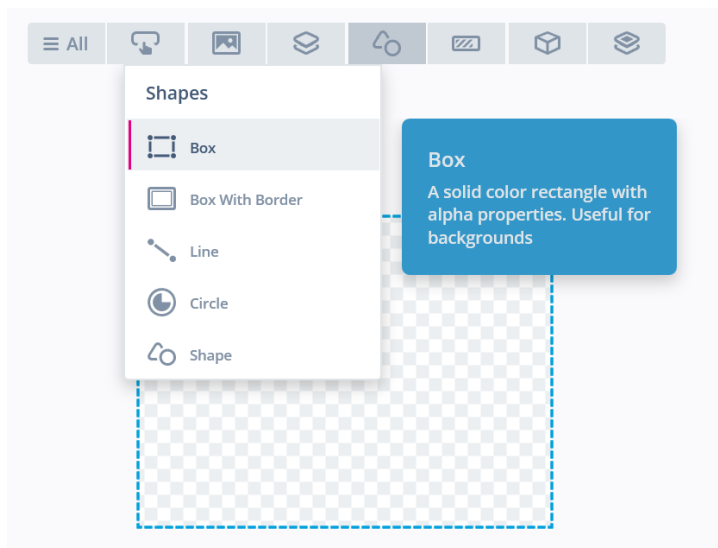 All
Shapes
Box
Box With Border
Line
Circle
Shape
Box
A solid color rectangle with
alpha properties. Useful for
backgrounds